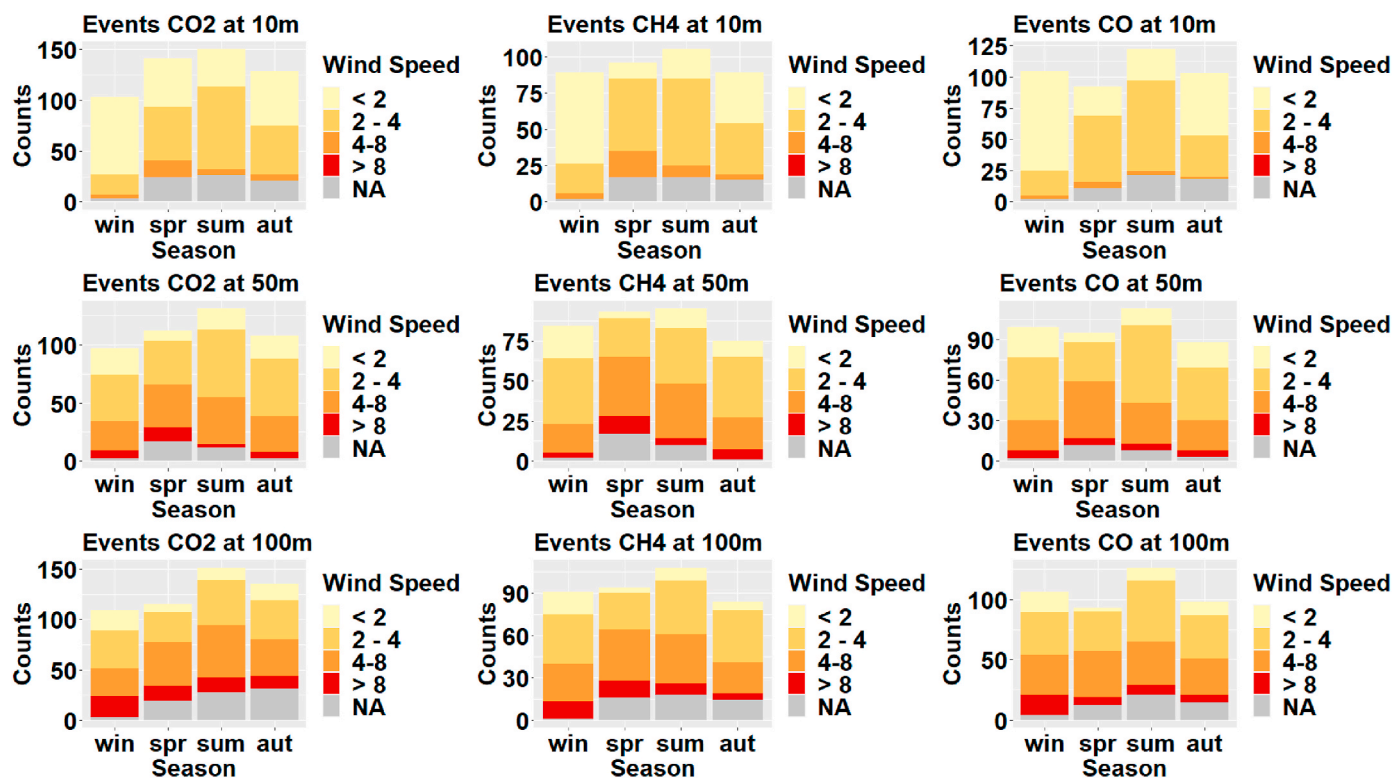 Events CO2 at 10m
Counts
150
100
50
0
win spr sum aut
Season
Wind Speed
< 2
2 - 4
4-8
> 8
NA
Events CH4 at 10m
Counts
100
75
50
25
0
win spr sum aut
Season
Wind Speed
< 2
2 - 4
4-8
> 8
NA
Events CO at 10m
Counts
125
100
75
50
25
0
win spr sum aut
Season
Wind Speed
< 2
2 - 4
4-8
> 8
NA
Events CO2 at 50m
Counts
100
50
0
win spr sum aut
Season
Wind Speed
< 2
2 - 4
4-8
> 8
NA
Events CH4 at 50m
Counts
75
50
25
0
win spr sum aut
Season
Wind Speed
< 2
2 - 4
4-8
> 8
NA
Events CO at 50m
Counts
90
60
30
0
win spr sum aut
Season
Wind Speed
< 2
2 - 4
4-8
> 8
NA
Events CO2 at 100m
Counts
150
100
50
0
win spr sum aut
Season
Wind Speed
< 2
2 - 4
4-8
> 8
NA
Events CH4 at 100m
Counts
90
60
30
0
win spr sum aut
Season
Wind Speed
< 2
2 - 4
4-8
> 8
NA
Events CO at 100m
Counts
100
50
0
win spr sum aut
Season
Wind Speed
< 2
2 - 4
4-8
> 8
NA